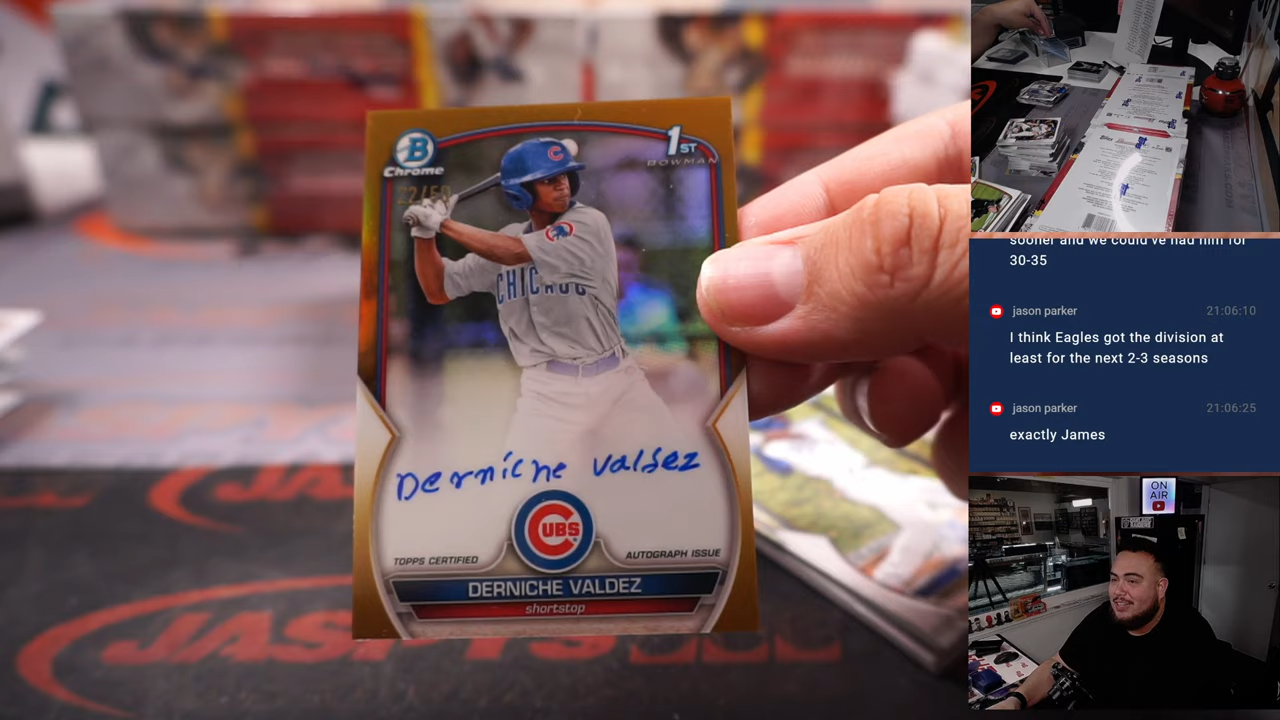 B
Chrome
1ST
BOWMAN
C
CHICAGO
Derniche Valdez
CUBS
TOPPS CERTIFIED
AUTOGRAPH ISSUE
DERNICHE VALDEZ
shortstop
JASPYS
sooner and we could've had him for
30-35
jason parker
21:06:10
I think Eagles got the division at
least for the next 2-3 seasons
jason parker
21:06:25
exactly James
ON
AIR